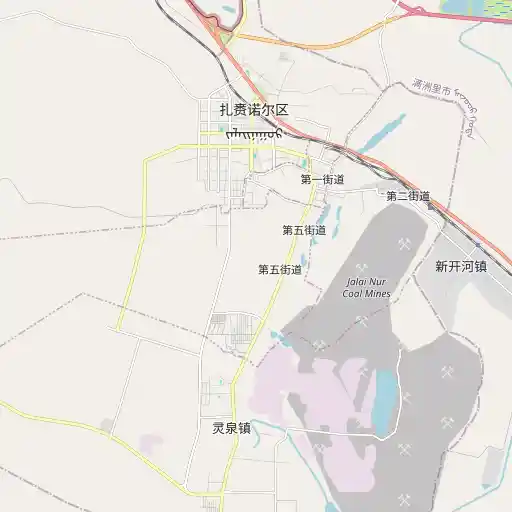 满洲里市
扎赉诺尔区
第一街道
第二街道
第五街道
新开河镇
第五街道
Jalai Nur
Coal Mines
灵泉镇